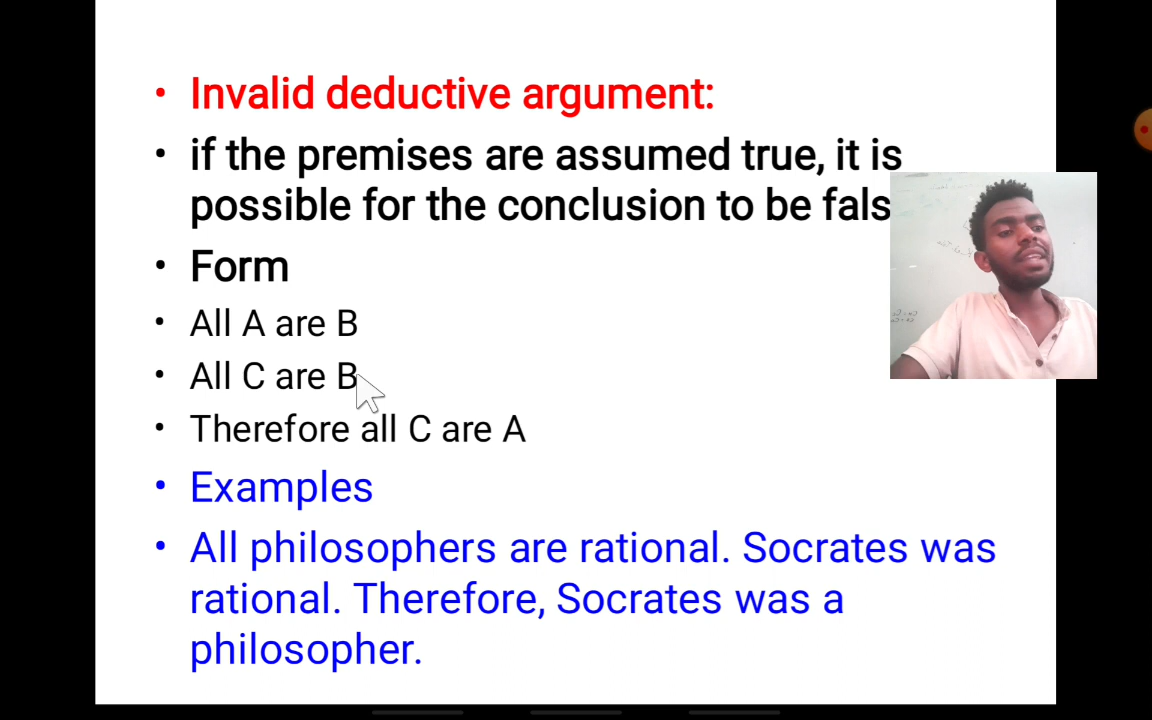 • Invalid deductive argument:
• if the premises are assumed true, it is
possible for the conclusion to be fals
• Form
• All A are B
• All C are B
• Therefore all C are A
• Examples
• All philosophers are rational. Socrates was
rational. Therefore, Socrates was a
philosopher.